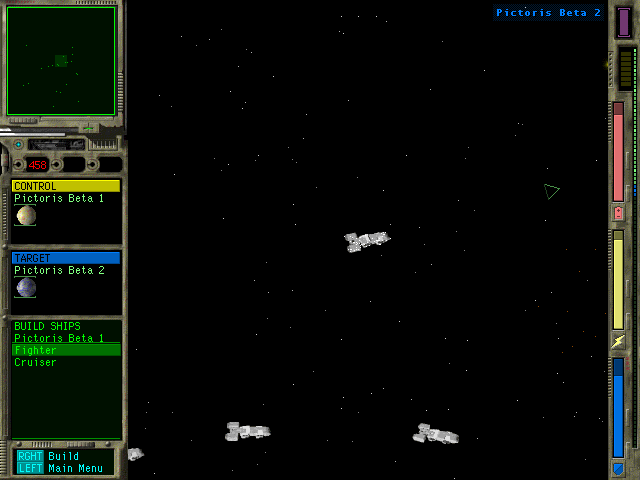 Pictoris Beta 2
458
CONTROL
Pictoris Beta 1
TARGET
Pictoris Beta 2
BUILD SHIPS
Pictoris Beta 1
Fighter
Cruiser
RGHT Build
LEFT Main Menu